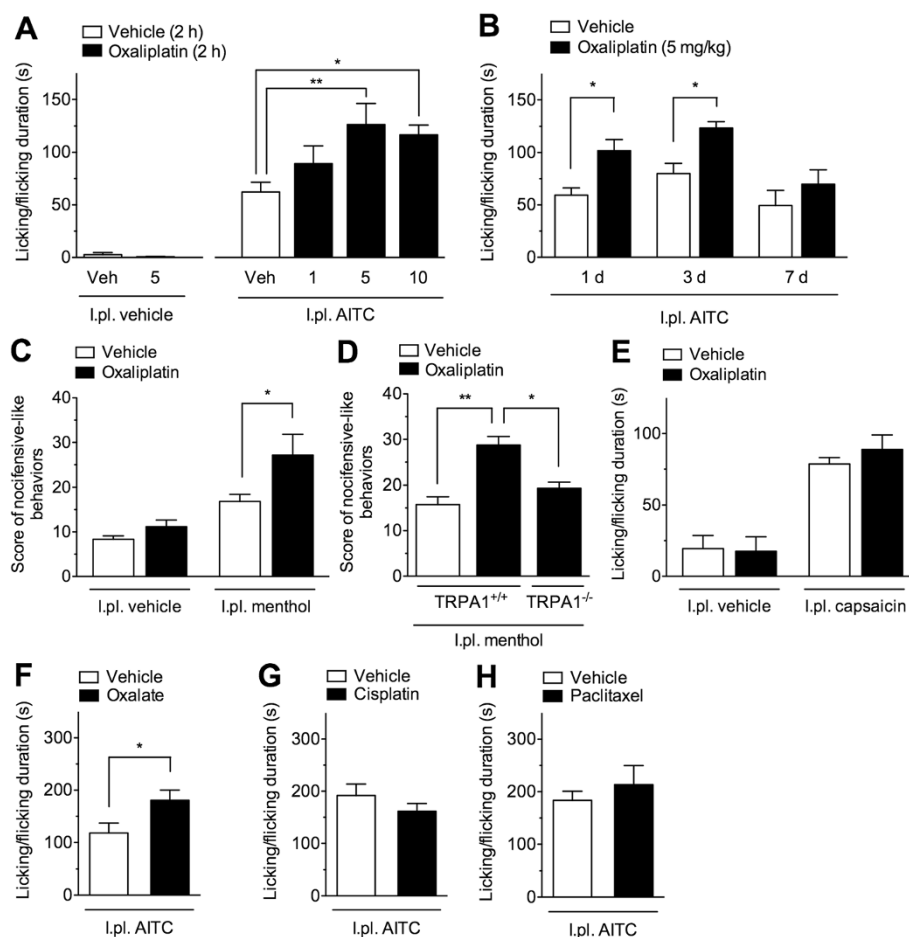 A
Vehicle (2 h)
Oxaliplatin (2 h)
Licking/flicking duration (s)
150
100
50
0
*
**
Veh 5 Veh 1 5 10
I.pl. vehicle I.pl. AITC
B
Vehicle
Oxaliplatin (5 mg/kg)
Licking/flicking duration (s)
150
100
50
0
* *
1 d 3 d 7 d
I.pl. AITC
C
Vehicle
Oxaliplatin
Score of nocifensive-like
behaviors
40
30
20
10
0
*
I.pl. vehicle I.pl. menthol
D
Vehicle
Oxaliplatin
Score of nocifensive-like
behaviors
40
30
20
10
0
** *
TRPA1+/+ TRPA1-/-
I.pl. menthol
E
Vehicle
Oxaliplatin
Licking/flicking duration (s)
100
50
0
I.pl. vehicle I.pl. capsaicin
F
Vehicle
Oxalate
Licking/flicking duration (s)
300
200
100
0
*
I.pl. AITC
G
Vehicle
Cisplatin
Licking/flicking duration (s)
300
200
100
0
I.pl. AITC
H
Vehicle
Paclitaxel
Licking/flicking duration (s)
300
200
100
0
I.pl. AITC